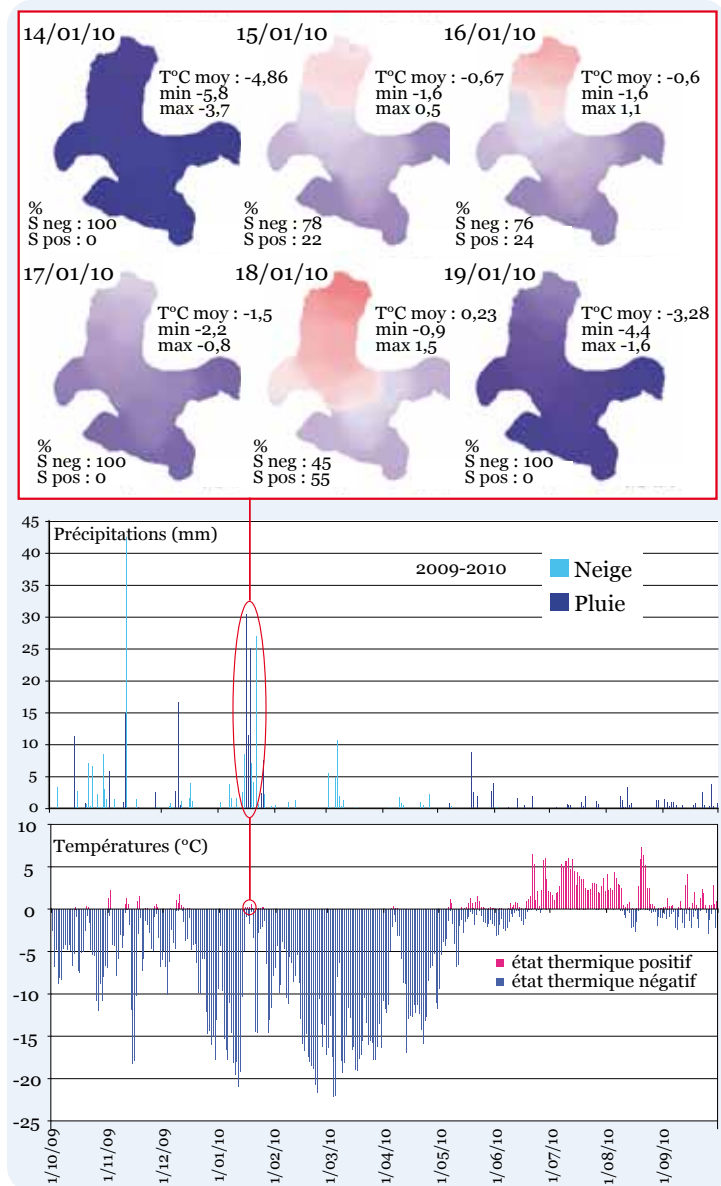 14/01/10
T°C moy : -4,86
min -5,8
max -3,7
%
S neg : 100
S pos : 0
15/01/10
T°C moy : -0,67
min -1,6
max 0,5
%
S neg : 78
S pos : 22
16/01/10
T°C moy : -0,6
min -1,6
max 1,1
%
S neg : 76
S pos : 24
17/01/10
T°C moy : -1,5
min -2,2
max -0,8
%
S neg : 100
S pos : 0
18/01/10
T°C moy : 0,23
min -0,9
max 1,5
%
S neg : 45
S pos : 55
19/01/10
T°C moy : -3,28
min -4,4
max -1,6
%
S neg : 100
S pos : 0
Précipitations (mm)
2009-2010
Neige
Pluie
45
40
35
30
25
20
15
10
5
0
Températures (°C)
10
5
0
-5
-10
-15
-20
-25
état thermique positif
état thermique négatif
1/10/09
1/11/09
1/12/09
1/01/10
1/02/10
1/03/10
1/04/10
1/05/10
1/06/10
1/07/10
1/08/10
1/09/10